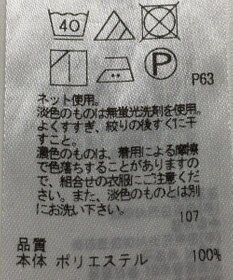 40
P
P63
ネット使用。
淡色のものは無蛍光洗剤を使用。
よくすすぎ、絞りの後すぐに干
すこと。
濃色のものは、着用による摩擦
で色落ちすることがありますの
で、組合せの衣服にご注意くだ
さい。また、淡色のものとは別
にお洗い下さい。
107
品質
本体 ポリエステル 100%